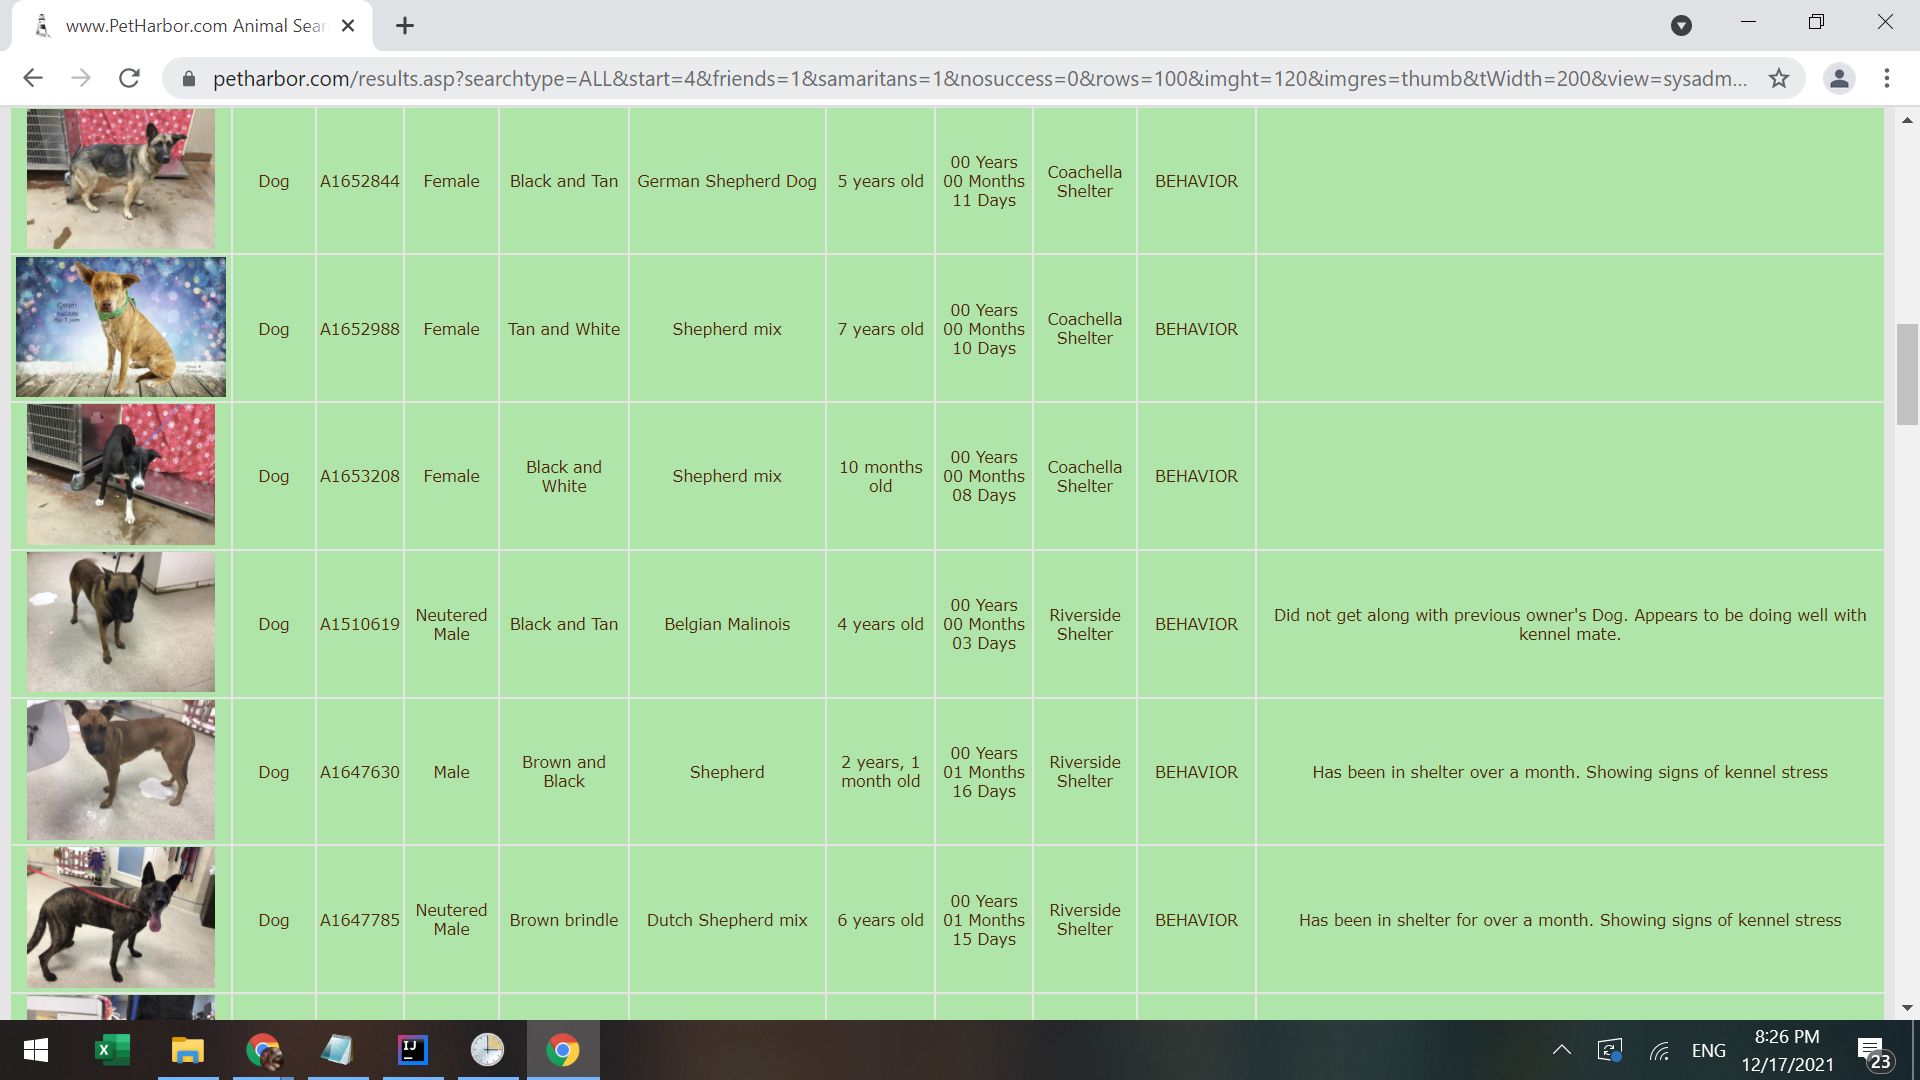 www.PetHarbor.com Animal Sear
petharbor.com/results.asp?searchtype=ALL&start=4&friends=1&samaritans=1&nosuccess=0&rows=100&imght=120&imgres=thumb&tWidth=200&view=sysadm...
Dog
A1652844
Female
Black and Tan
German Shepherd Dog
5 years old
00 Years
00 Months
11 Days
Coachella
Shelter
BEHAVIOR
Dog
A1652988
Female
Tan and White
Shepherd mix
7 years old
00 Years
00 Months
10 Days
Coachella
Shelter
BEHAVIOR
Dog
A1653208
Female
Black and
White
Shepherd mix
10 months
old
00 Years
00 Months
08 Days
Coachella
Shelter
BEHAVIOR
Dog
A1510619
Neutered
Male
Black and Tan
Belgian Malinois
4 years old
00 Years
00 Months
03 Days
Riverside
Shelter
BEHAVIOR
Did not get along with previous owner's Dog. Appears to be doing well with
kennel mate.
Dog
A1647630
Male
Brown and
Black
Shepherd
2 years, 1
month old
00 Years
01 Months
16 Days
Riverside
Shelter
BEHAVIOR
Has been in shelter over a month. Showing signs of kennel stress
Dog
A1647785
Neutered
Male
Brown brindle
Dutch Shepherd mix
6 years old
00 Years
01 Months
15 Days
Riverside
Shelter
BEHAVIOR
Has been in shelter for over a month. Showing signs of kennel stress
IJ
ENG
8:26 PM
12/17/2021
23